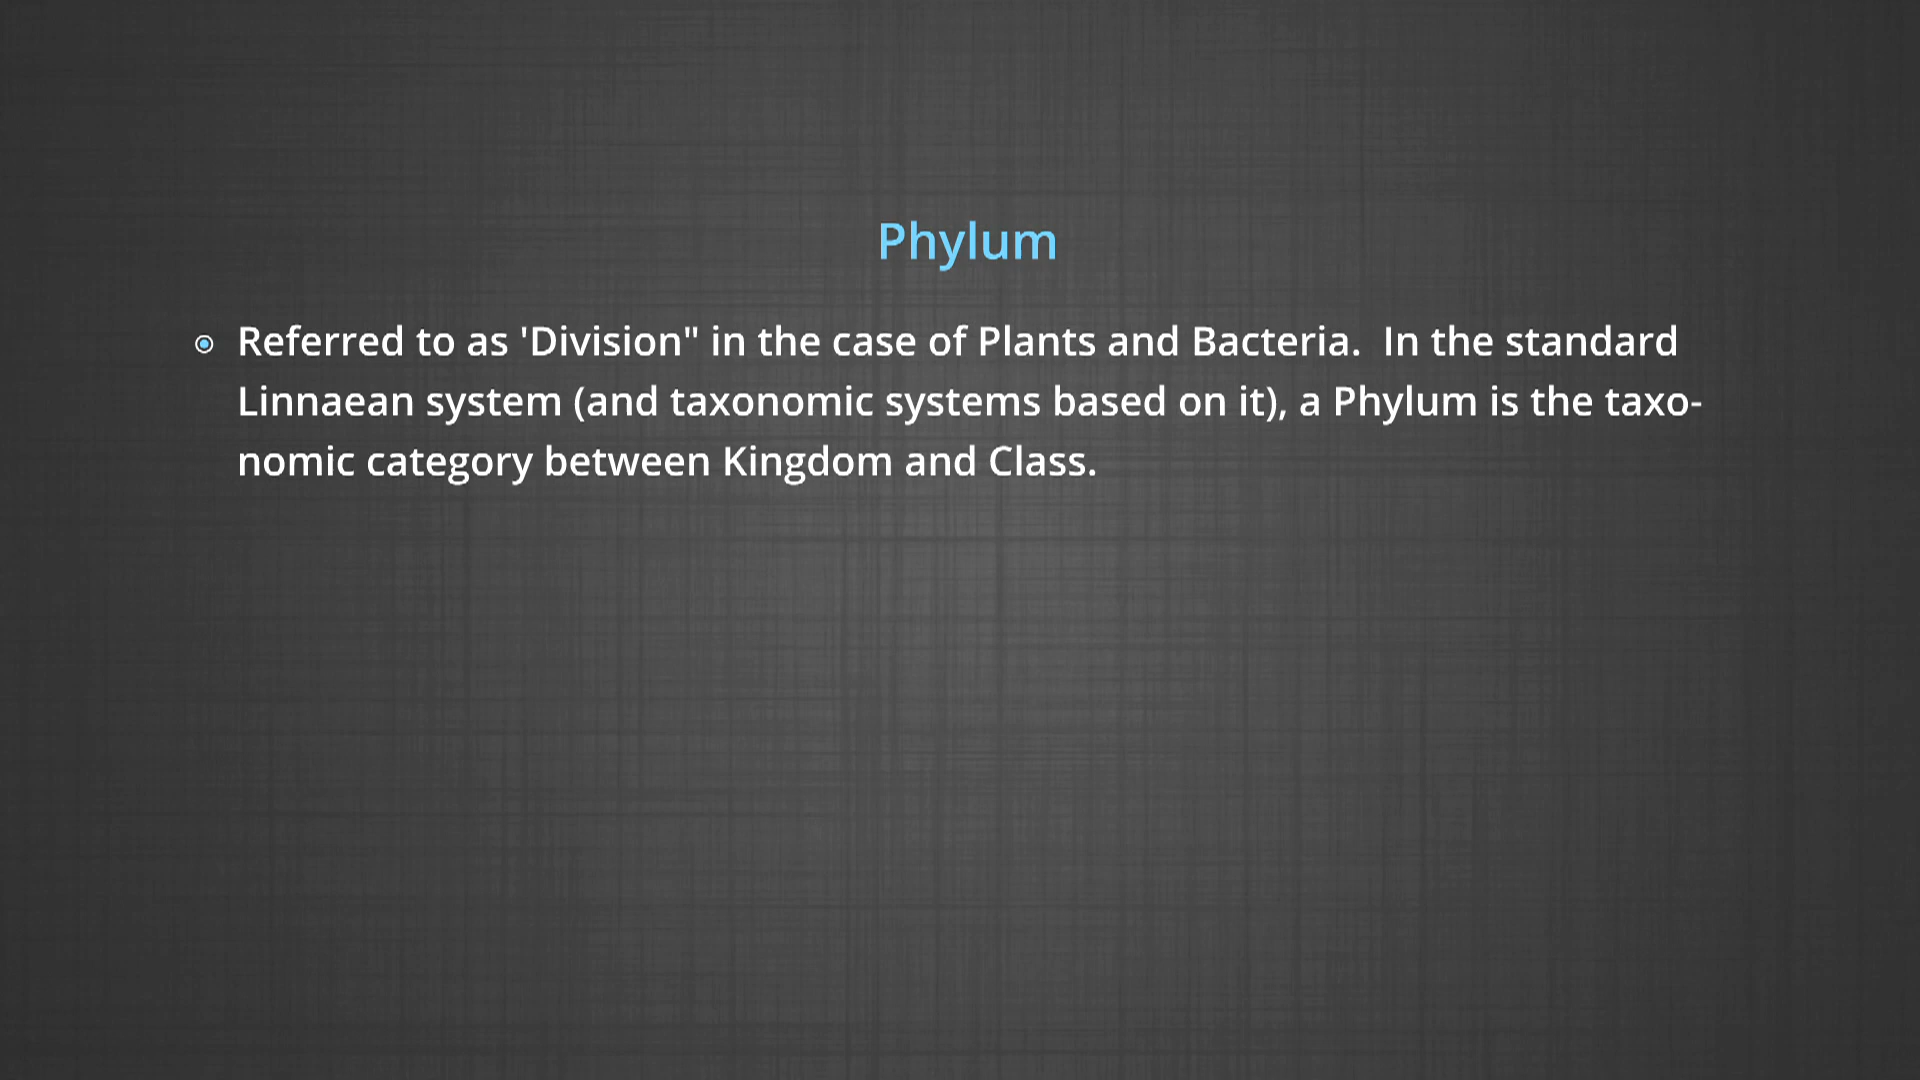 Phylum
Referred to as 'Division" in the case of Plants and Bacteria.  In the standard
Linnaean system (and taxonomic systems based on it), a Phylum is the taxo-
nomic category between Kingdom and Class.